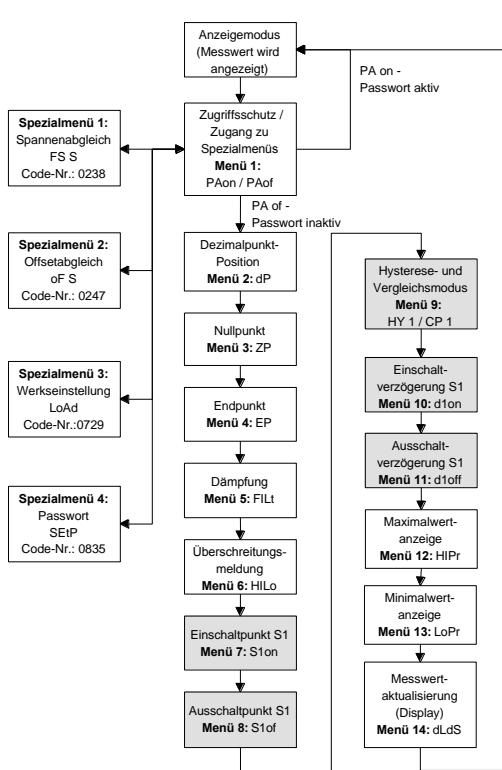 Anzeigemodus
(Messwert wird
angezeigt)
PA on -
Passwort aktiv
Zugriffsschutz /
Zugang zu
Spezialmenüs
Menü 1:
PAon / PAof
Spezialmenü 1:
Spannenabgleich
FS S
Code-Nr.: 0238
PA of -
Passwort inaktiv
Spezialmenü 2:
Offsetabgleich
oF S
Code-Nr.: 0247
Spezialmenü 3:
Werkseinstellung
LoAd
Code-Nr.:0729
Spezialmenü 4:
Passwort
SEtP
Code-Nr.: 0835
Dezimalpunkt-
Position
Menü 2: dP
Nullpunkt
Menü 3: ZP
Endpunkt
Menü 4: EP
Dämpfung
Menü 5: FILt
Überschreitungs-
meldung
Menü 6: HILo
Einschaltpunkt S1
Menü 7: S1on
Ausschaltpunkt S1
Menü 8: S1of
Hysterese- und
Vergleichsmodus
Menü 9:
HY 1 / CP 1
Einschalt-
verzögerung S1
Menü 10: d1on
Ausschalt-
verzögerung S1
Menü 11: d1off
Maximalwert-
anzeige
Menü 12: HIPr
Minimalwert-
anzeige
Menü 13: LoPr
Messwert-
aktualisierung
(Display)
Menü 14: dLdS